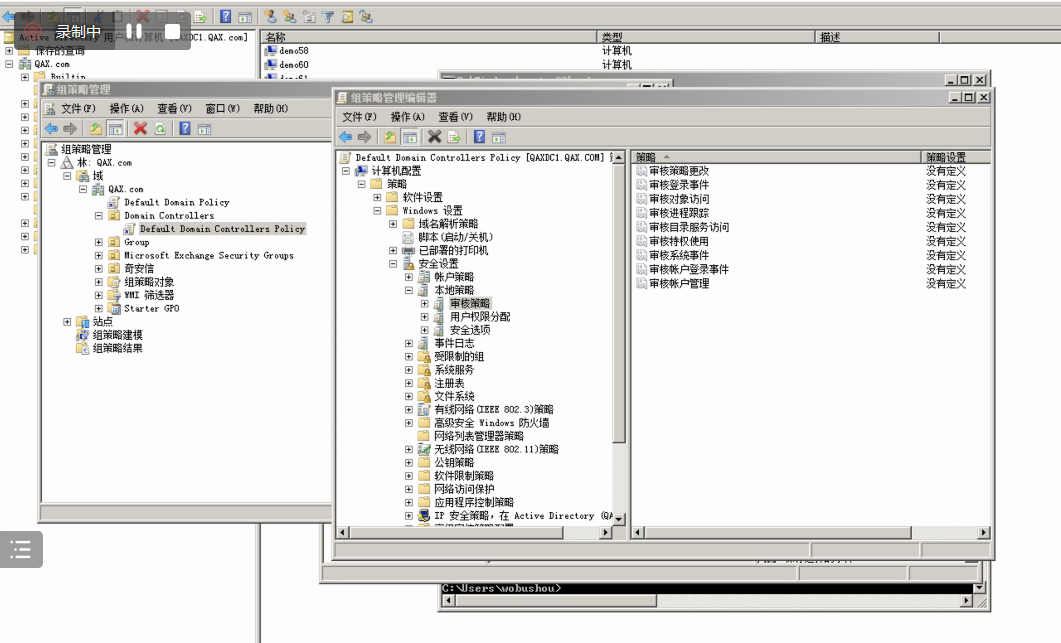 录制中
Active Directory 用户和计算机 [QAXDC1.QAX.com]
保存的查询
QAX.com
Builtin
名称 类型 描述
demo58 计算机
demo60 计算机
demo61
组策略管理
文件(F) 操作(A) 查看(V) 窗口(W) 帮助(H)
组策略管理
林: QAX.com
域
QAX.com
Default Domain Policy
Domain Controllers
Default Domain Controllers Policy
Group
Microsoft Exchange Security Groups
奇安信
组策略对象
WMI 筛选器
Starter GPO
站点
组策略建模
组策略结果
组策略管理编辑器
文件(F) 操作(A) 查看(V) 帮助(H)
Default Domain Controllers Policy [QAXDC1.QAX.COM]
计算机配置
策略
软件设置
Windows 设置
域名解析策略
脚本(启动/关机)
已部署的打印机
安全设置
帐户策略
本地策略
审核策略
用户权限分配
安全选项
事件日志
受限制的组
系统服务
注册表
文件系统
有线网络(IEEE 802.3)策略
高级安全 Windows 防火墙
网络列表管理器策略
无线网络(IEEE 802.11)策略
公钥策略
软件限制策略
网络访问保护
应用程序控制策略
IP 安全策略，在 Active Directory (QA
策略 策略设置
审核策略更改 没有定义
审核登录事件 没有定义
审核对象访问 没有定义
审核进程跟踪 没有定义
审核目录服务访问 没有定义
审核特权使用 没有定义
审核系统事件 没有定义
审核帐户登录事件 没有定义
审核帐户管理 没有定义
C:\Users\wobushou>